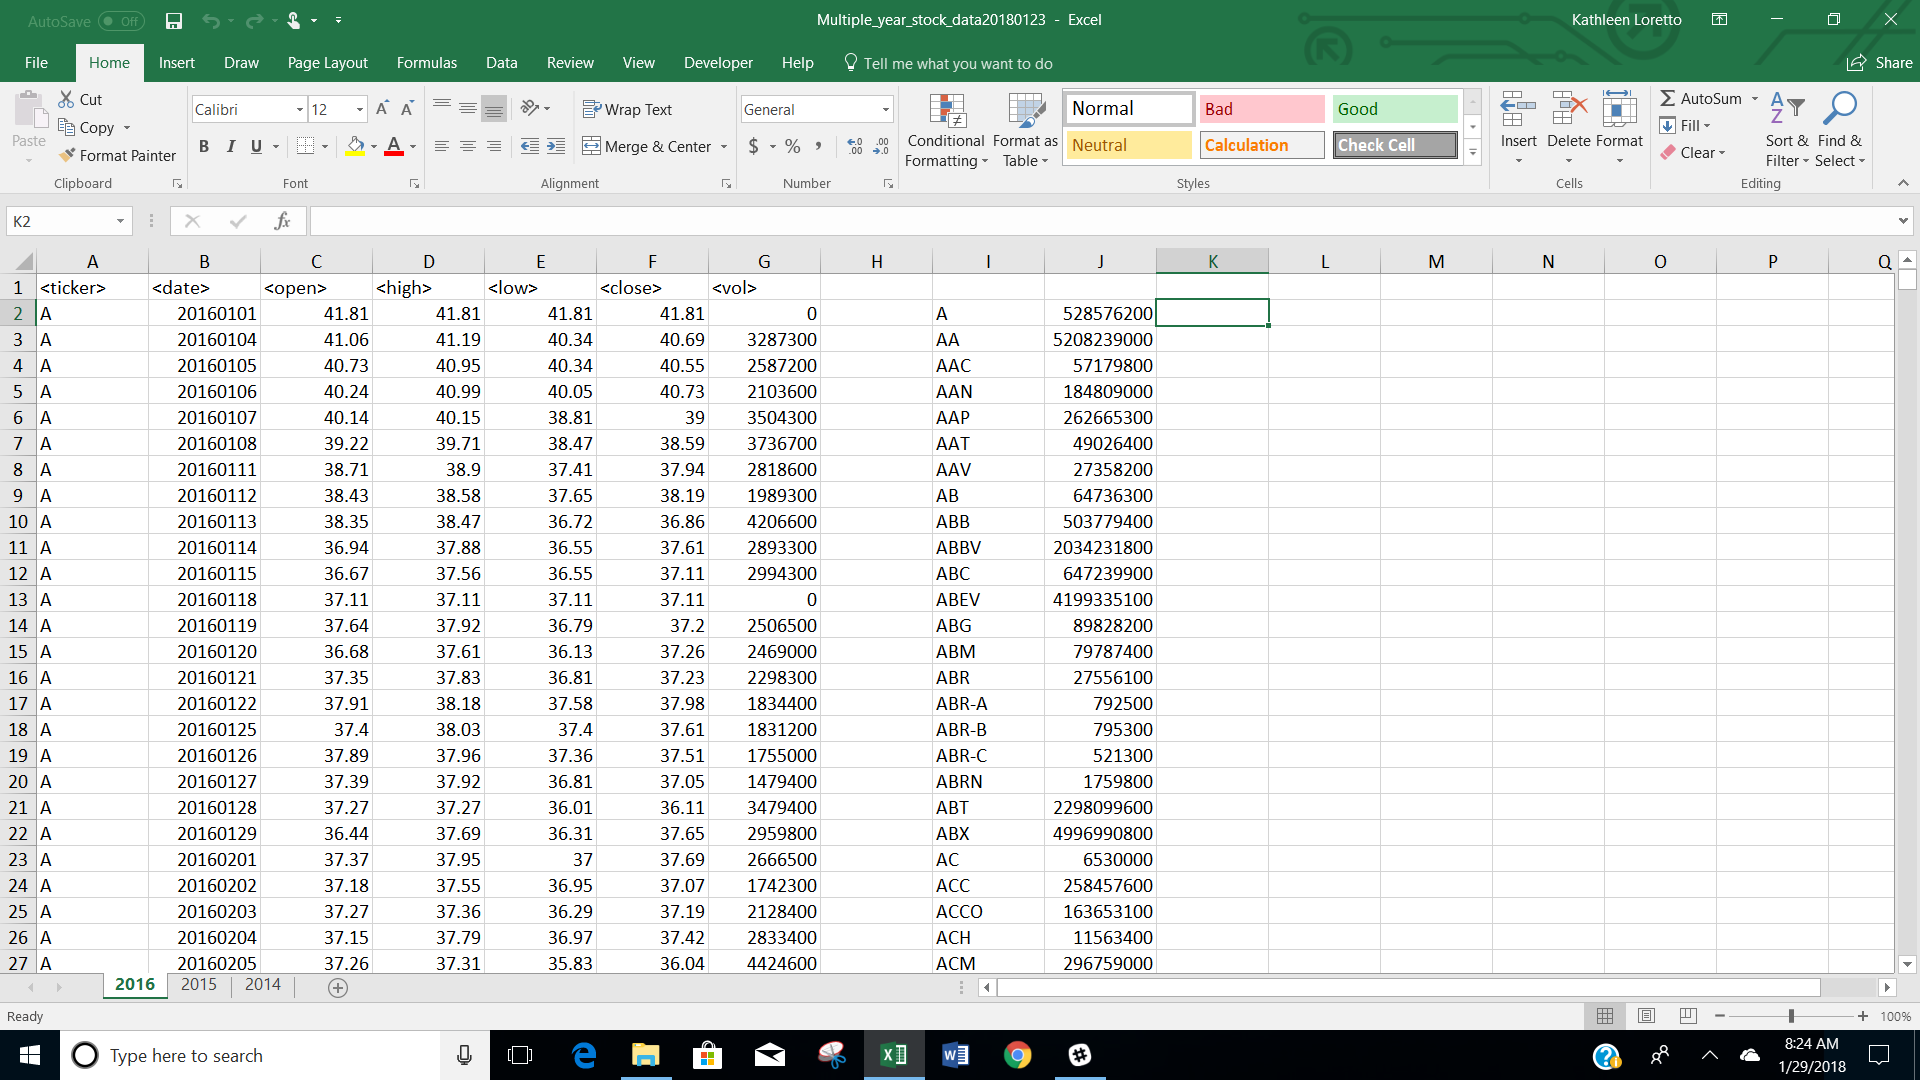 AutoSave Off Multiple_year_stock_data20180123 - Excel Kathleen Loretto
File Home Insert Draw Page Layout Formulas Data Review View Developer Help Tell me what you want to do Share
Paste Cut Copy Format Painter Clipboard
Calibri 12 B I U A A A Font
Wrap Text Merge & Center Alignment
General $ % , .00 .00 Number
Conditional Formatting Format as Table Normal Bad Good Neutral Calculation Check Cell Styles
Insert Delete Format Cells
AutoSum Fill Clear Sort & Filter Find & Select Editing
K2 fx
A B C D E F G H I J K L M N O P Q
1 <ticker> <date> <open> <high> <low> <close> <vol>
2 A 20160101 41.81 41.81 41.81 41.81 0 A 528576200
3 A 20160104 41.06 41.19 40.34 40.69 3287300 AA 5208239000
4 A 20160105 40.73 40.95 40.34 40.55 2587200 AAC 57179800
5 A 20160106 40.24 40.99 40.05 40.73 2103600 AAN 184809000
6 A 20160107 40.14 40.15 38.81 39 3504300 AAP 262665300
7 A 20160108 39.22 39.71 38.47 38.59 3736700 AAT 49026400
8 A 20160111 38.71 38.9 37.41 37.94 2818600 AAV 27358200
9 A 20160112 38.43 38.58 37.65 38.19 1989300 AB 64736300
10 A 20160113 38.35 38.47 36.72 36.86 4206600 ABB 503779400
11 A 20160114 36.94 37.88 36.55 37.61 2893300 ABBV 2034231800
12 A 20160115 36.67 37.56 36.55 37.11 2994300 ABC 647239900
13 A 20160118 37.11 37.11 37.11 37.11 0 ABEV 4199335100
14 A 20160119 37.64 37.92 36.79 37.2 2506500 ABG 89828200
15 A 20160120 36.68 37.61 36.13 37.26 2469000 ABM 79787400
16 A 20160121 37.35 37.83 36.81 37.23 2298300 ABR 27556100
17 A 20160122 37.91 38.18 37.58 37.98 1834400 ABR-A 792500
18 A 20160125 37.4 38.03 37.4 37.61 1831200 ABR-B 795300
19 A 20160126 37.89 37.96 37.36 37.51 1755000 ABR-C 521300
20 A 20160127 37.39 37.92 36.81 37.05 1479400 ABRN 1759800
21 A 20160128 37.27 37.27 36.01 36.11 3479400 ABT 2298099600
22 A 20160129 36.44 37.69 36.31 37.65 2959800 ABX 4996990800
23 A 20160201 37.37 37.95 37 37.69 2666500 AC 6530000
24 A 20160202 37.18 37.55 36.95 37.07 1742300 ACC 258457600
25 A 20160203 37.27 37.36 36.29 37.19 2128400 ACCO 163653100
26 A 20160204 37.15 37.79 36.97 37.42 2833400 ACH 11563400
27 A 20160205 37.26 37.31 35.83 36.04 4424600 ACM 296759000
2016 2015 2014
Ready 100%
Type here to search 8:24 AM
1/29/2018